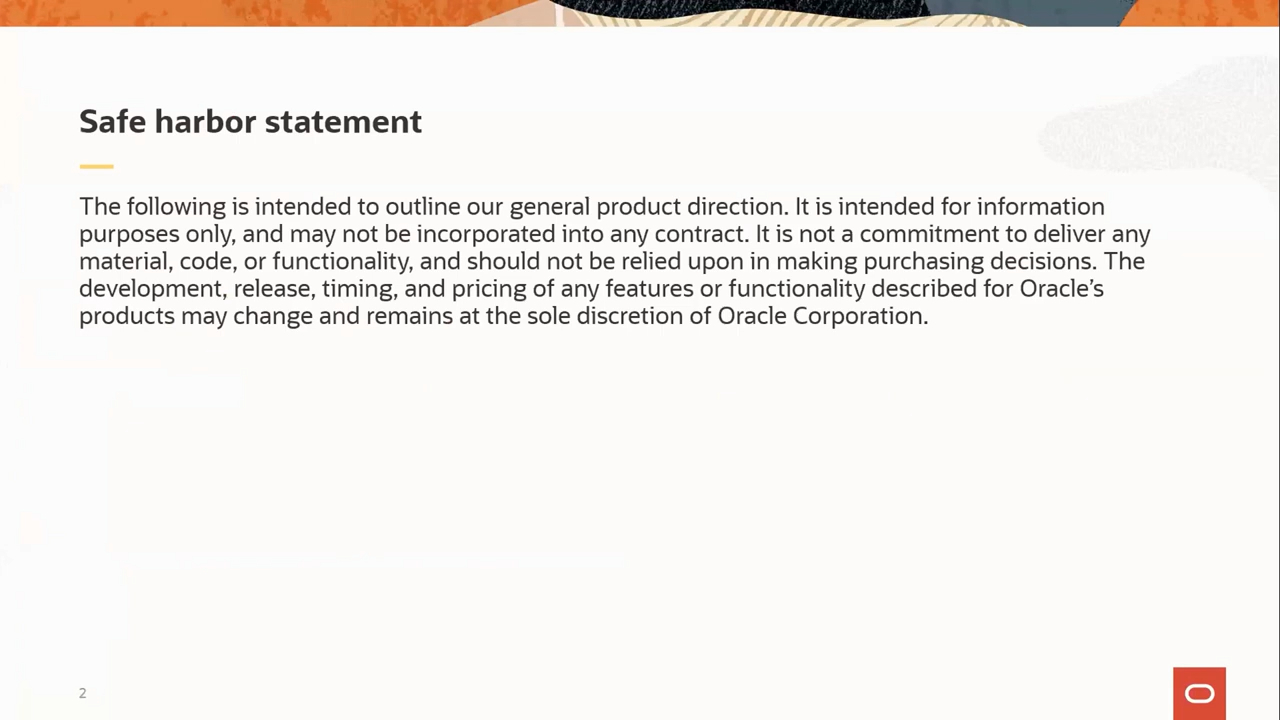 Safe harbor statement
The following is intended to outline our general product direction. It is intended for information
purposes only, and may not be incorporated into any contract. It is not a commitment to deliver any
material, code, or functionality, and should not be relied upon in making purchasing decisions. The
development, release, timing, and pricing of any features or functionality described for Oracle’s
products may change and remains at the sole discretion of Oracle Corporation.
2